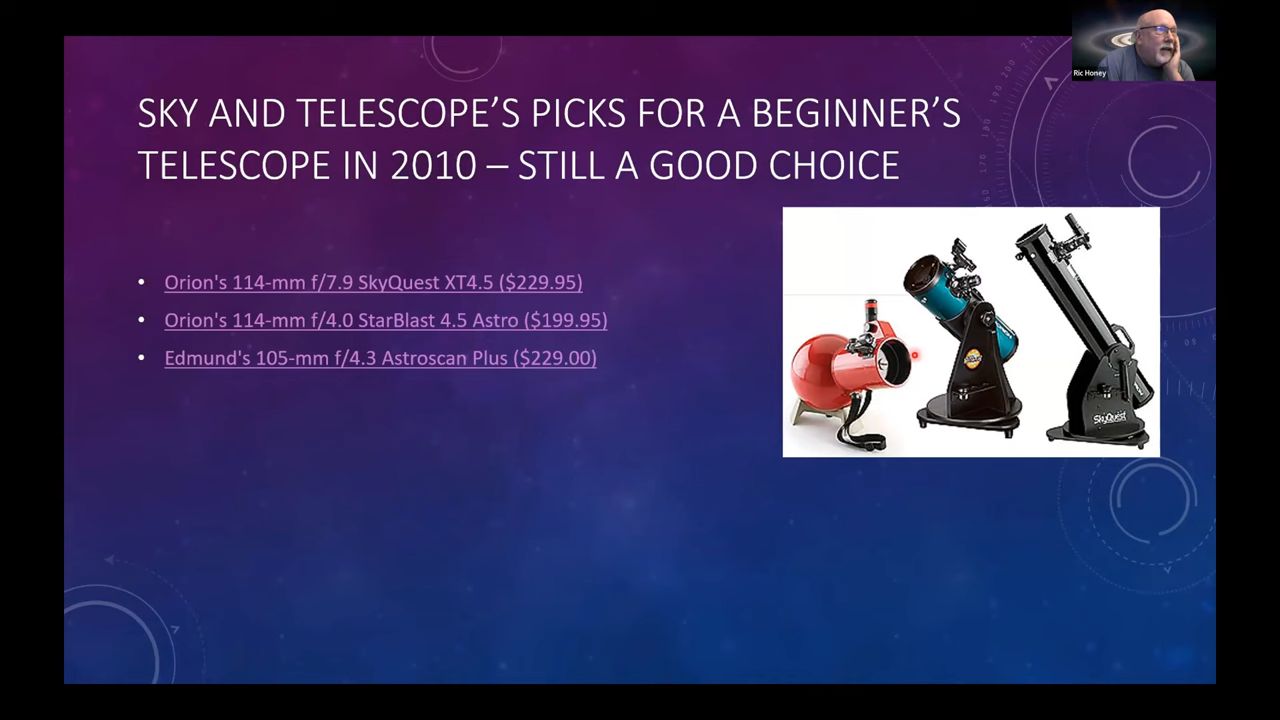 Ric Honey
SKY AND TELESCOPE’S PICKS FOR A BEGINNER’S
TELESCOPE IN 2010 – STILL A GOOD CHOICE
• Orion's 114-mm f/7.9 SkyQuest XT4.5 ($229.95)
• Orion's 114-mm f/4.0 StarBlast 4.5 Astro ($199.95)
• Edmund's 105-mm f/4.3 Astroscan Plus ($229.00)
SkyQuest